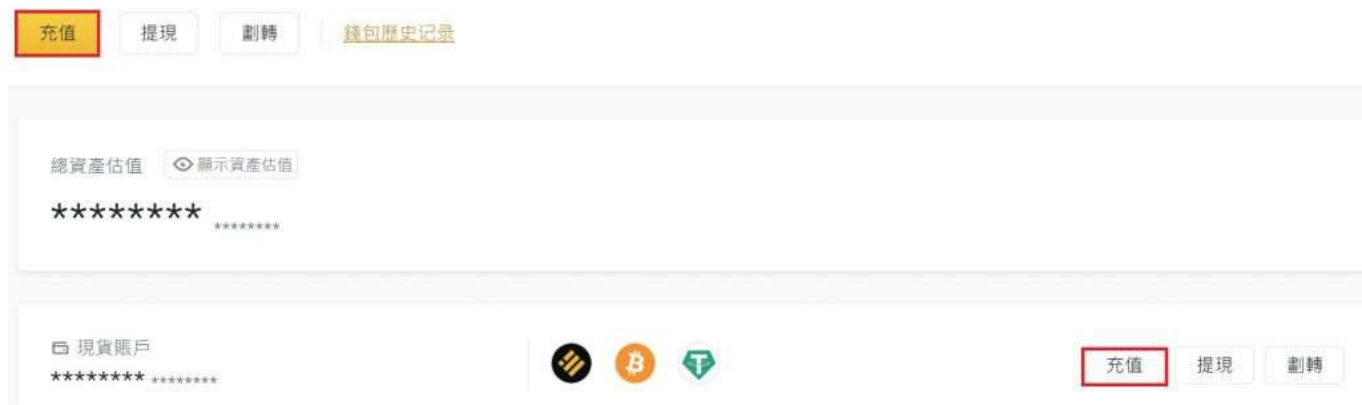 充值 提現 劃轉 錢包歷史记录
總資產估值 顯示資產估值
******** ********
現貨賬戶
******** ********
充值 提現 劃轉